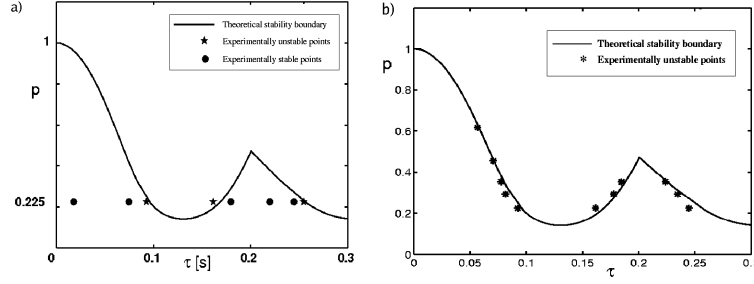 a)
Theoretical stability boundary
Experimentally unstable points
Experimentally stable points
1
p
0.225
0
0.1
0.2
0.3
τ [s]
b)
Theoretical stability boundary
Experimentally unstable points
1
p
0.8
0.6
0.4
0.2
0
0
0.05
0.1
0.15
0.2
0.25
0.3
τ